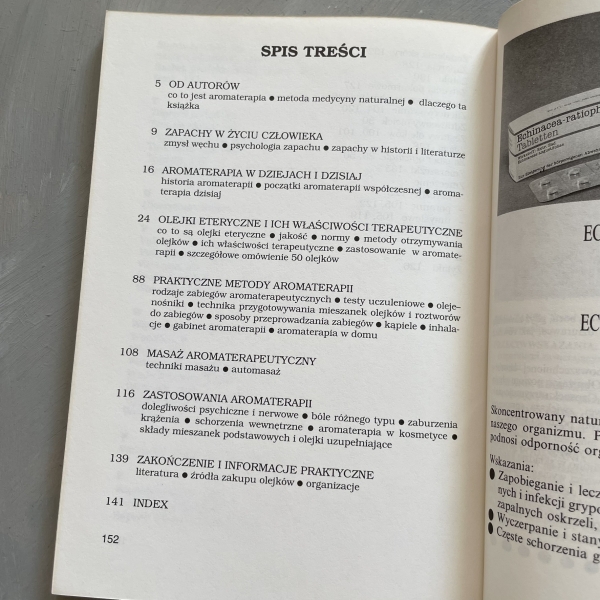 SPIS TREŚCI
5 OD AUTORÓW
co to jest aromaterapia ● metoda medycyny naturalnej ● dlaczego ta
książka
9 ZAPACHY W ŻYCIU CZŁOWIEKA
zmysł węchu ● psychologia zapachu ● zapachy w historii i literaturze
16 AROMATERAPIA W DZIEJACH I DZISIAJ
historia aromaterapii ● początki aromaterapii współczesnej ● aroma-
terapia dzisiaj
24 OLEJKI ETERYCZNE I ICH WŁAŚCIWOŚCI TERAPEUTYCZNE
co to są olejki eteryczne ● jakość ● normy ● metody otrzymywania
olejków ● ich właściwości terapeutyczne ● zastosowanie w aromate-
rapii ● szczegółowe omówienie 50 olejków
88 PRAKTYCZNE METODY AROMATERAPII
rodzaje zabiegów aromaterapeutycznych ● testy uczuleniowe ● oleje-
nośniki ● technika przygotowywania mieszanek olejków i roztworów
do zabiegów ● sposoby przeprowadzania zabiegów ● kąpiele ● inhala-
cje ● gabinet aromaterapii ● aromaterapia w domu
108 MASAŻ AROMATERAPEUTYCZNY
techniki masażu ● automasaż
116 ZASTOSOWANIA AROMATERAPII
dolegliwości psychiczne i nerwowe ● bóle różnego typu ● zaburzenia
krążenia ● schorzenia wewnętrzne ● aromaterapia w kosmetyce ●
składy mieszanek podstawowych i olejki uzupełniające
139 ZAKOŃCZENIE I INFORMACJE PRAKTYCZNE
literatura ● źródła zakupu olejków ● organizacje
141 INDEX
152
Echinacea-ratioph
Tabletten
EC
EC
Skoncentrowany natur
naszego organizmu. P
podnosi odporność org
Wskazania:
● Zapobieganie i lecz
nych i infekcji grypo
zapalnych oskrzeli,
● Wyczerpanie i stany
● Częste schorzenia g